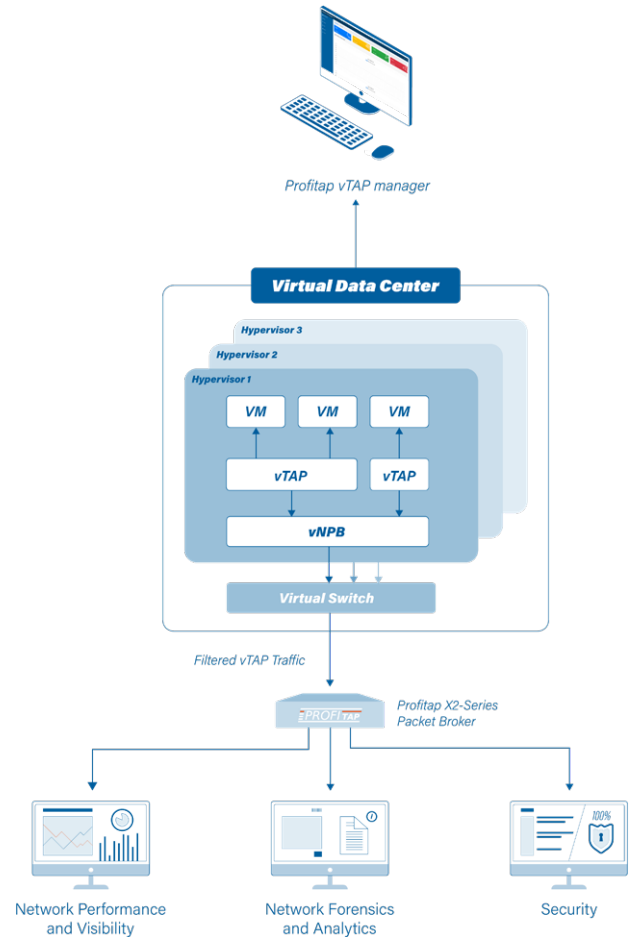 Profitap vTAP manager
Virtual Data Center
Hypervisor 3
Hypervisor 2
Hypervisor 1
VM VM VM
vTAP vTAP
vNPB
Virtual Switch
Filtered vTAP Traffic
PROFITAP
Profitap X2-Series
Packet Broker
100%
Network Performance
and Visibility
Network Forensics
and Analytics
Security